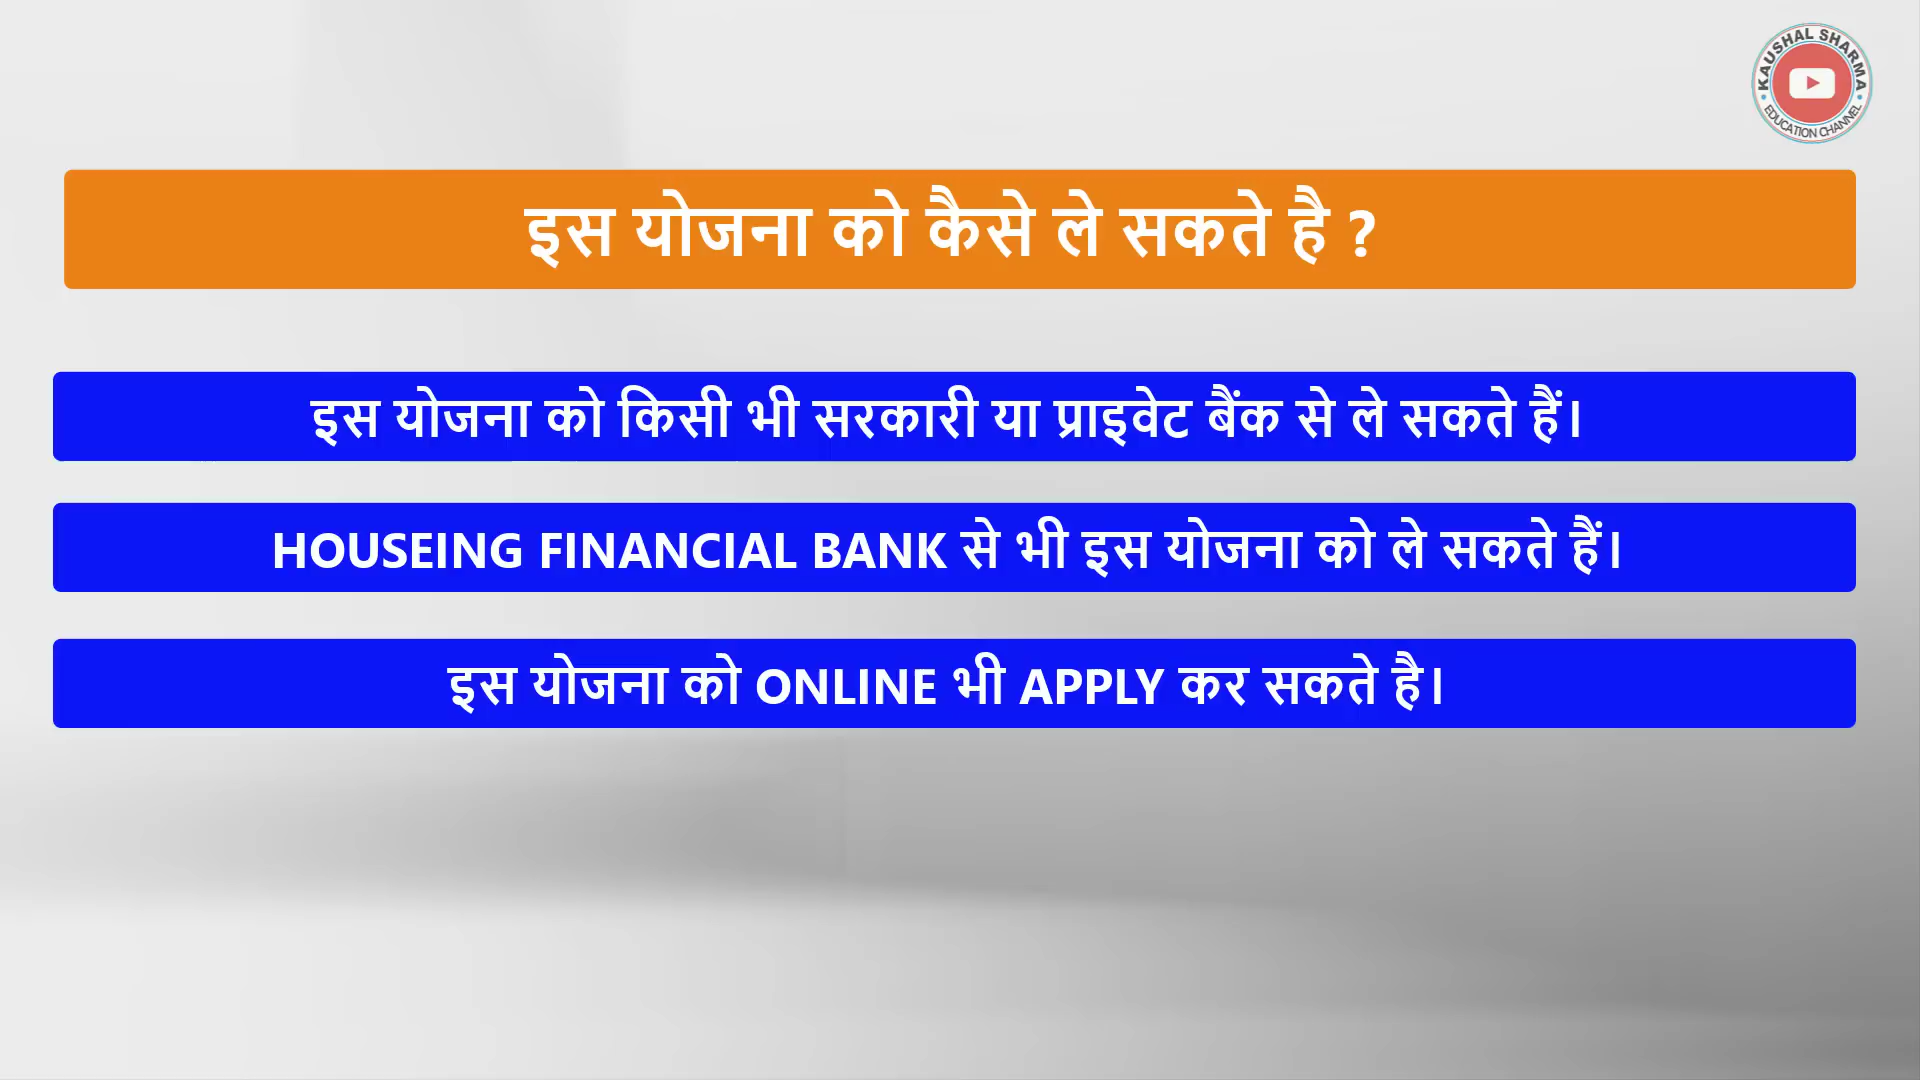 KAUSHAL SHARMA
EDUCATION CHANNEL
इस योजना को कैसे ले सकते है ?
इस योजना को किसी भी सरकारी या प्राइवेट बैंक से ले सकते हैं।
HOUSEING FINANCIAL BANK से भी इस योजना को ले सकते हैं।
इस योजना को ONLINE भी APPLY कर सकते है।